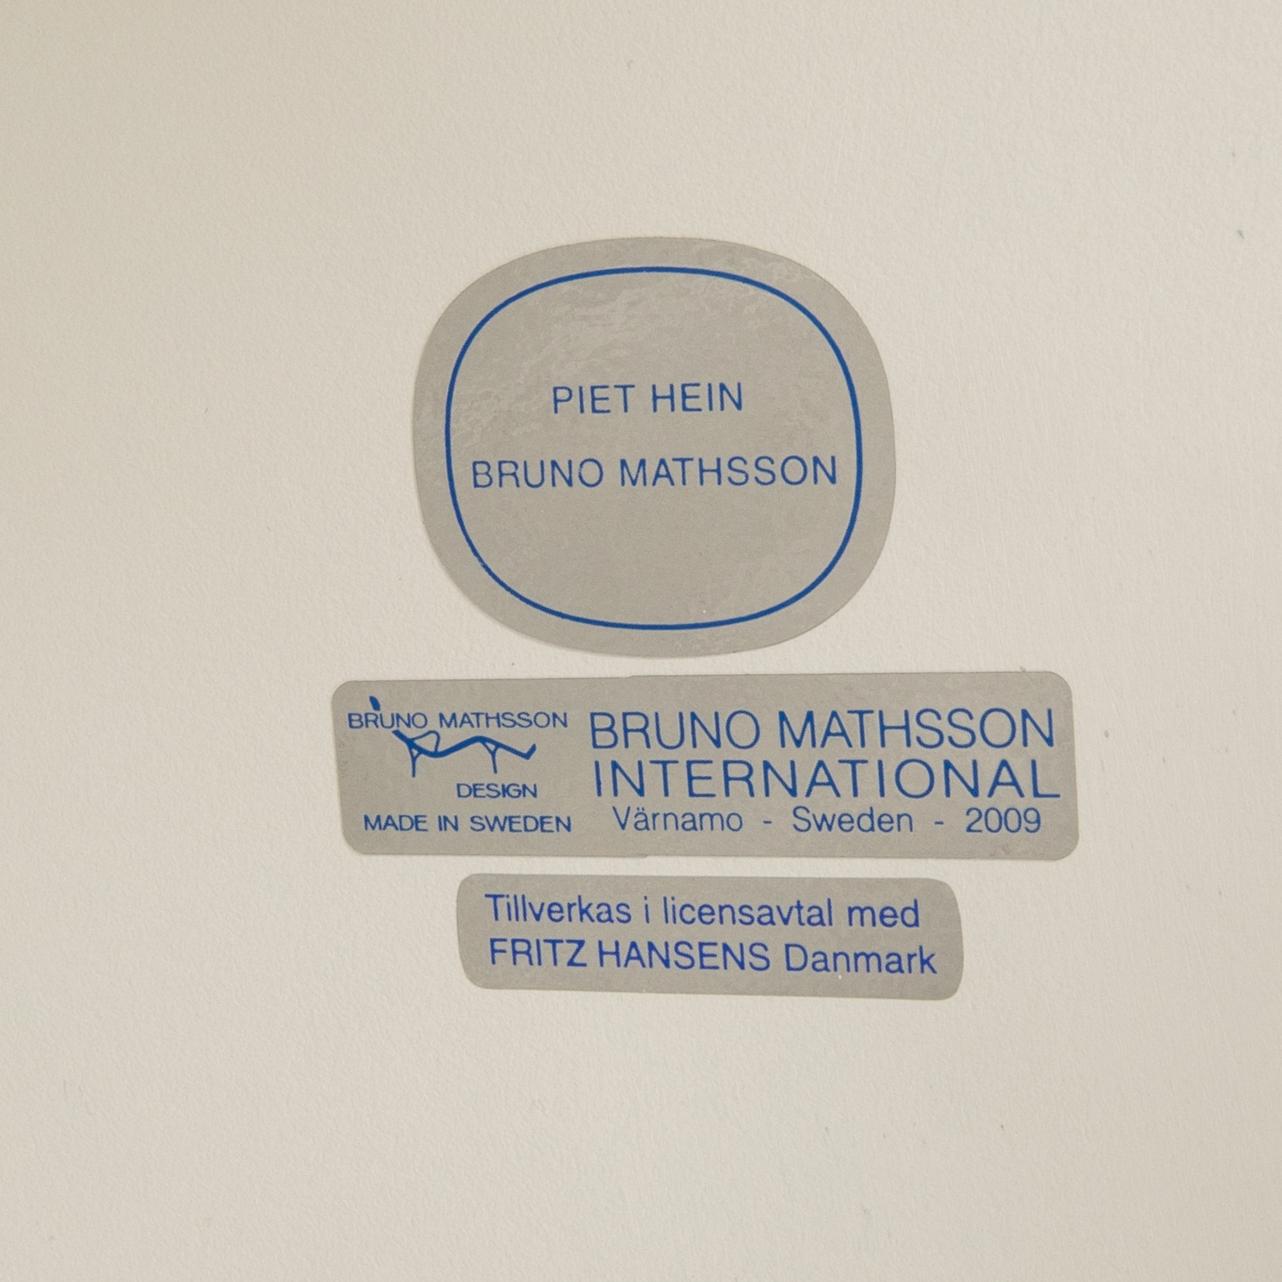 PIET HEIN
BRUNO MATHSSON
BRUNO MATHSSON
DESIGN
MADE IN SWEDEN
BRUNO MATHSSON
INTERNATIONAL
Värnamo - Sweden - 2009
Tillverkas i licensavtal med
FRITZ HANSENS Danmark